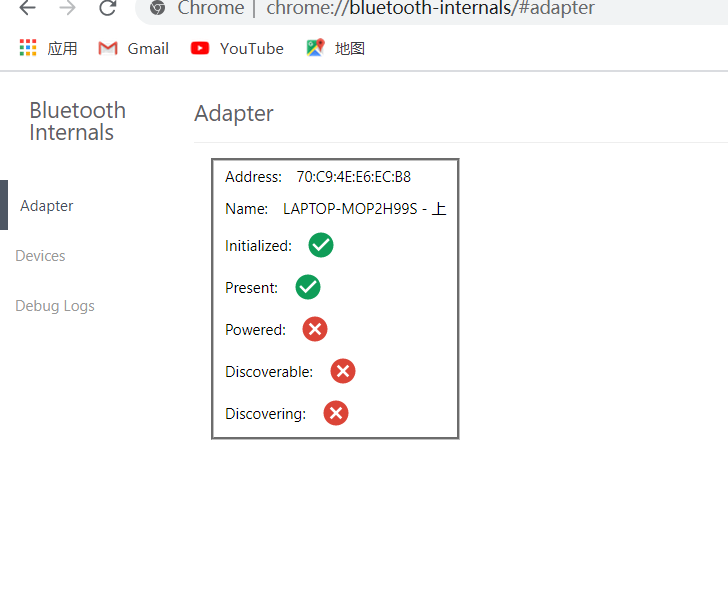 Chrome | chrome://bluetooth-internals/#adapter
应用 Gmail YouTube 地图
Bluetooth
Internals
Adapter
Devices
Debug Logs
Adapter
Address: 70:C9:4E:E6:EC:B8
Name: LAPTOP-MOP2H99S - 上
Initialized:
Present:
Powered:
Discoverable:
Discovering: